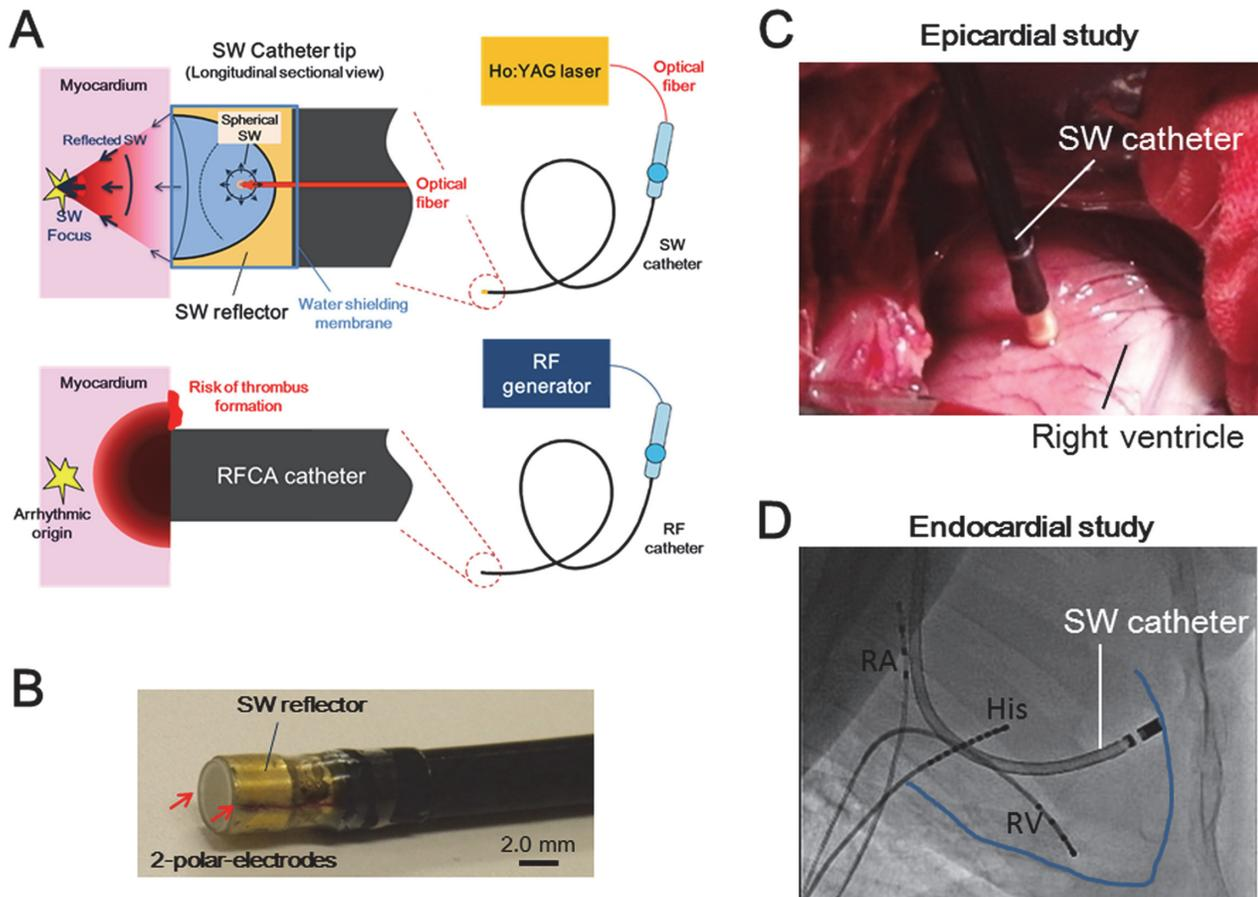 A
SW Catheter tip
(Longitudinal sectional view)
Myocardium
Spherical
SW
Reflected SW
SW
Focus
Optical
fiber
SW reflector
Water shielding
membrane
Ho:YAG laser
Optical
fiber
SW
catheter
Myocardium
Risk of thrombus
formation
RFCA catheter
Arrhythmic
origin
RF
generator
RF
catheter
B
SW reflector
2-polar-electrodes
2.0 mm
C
Epicardial study
SW catheter
Right ventricle
D
Endocardial study
SW catheter
RA
His
RV